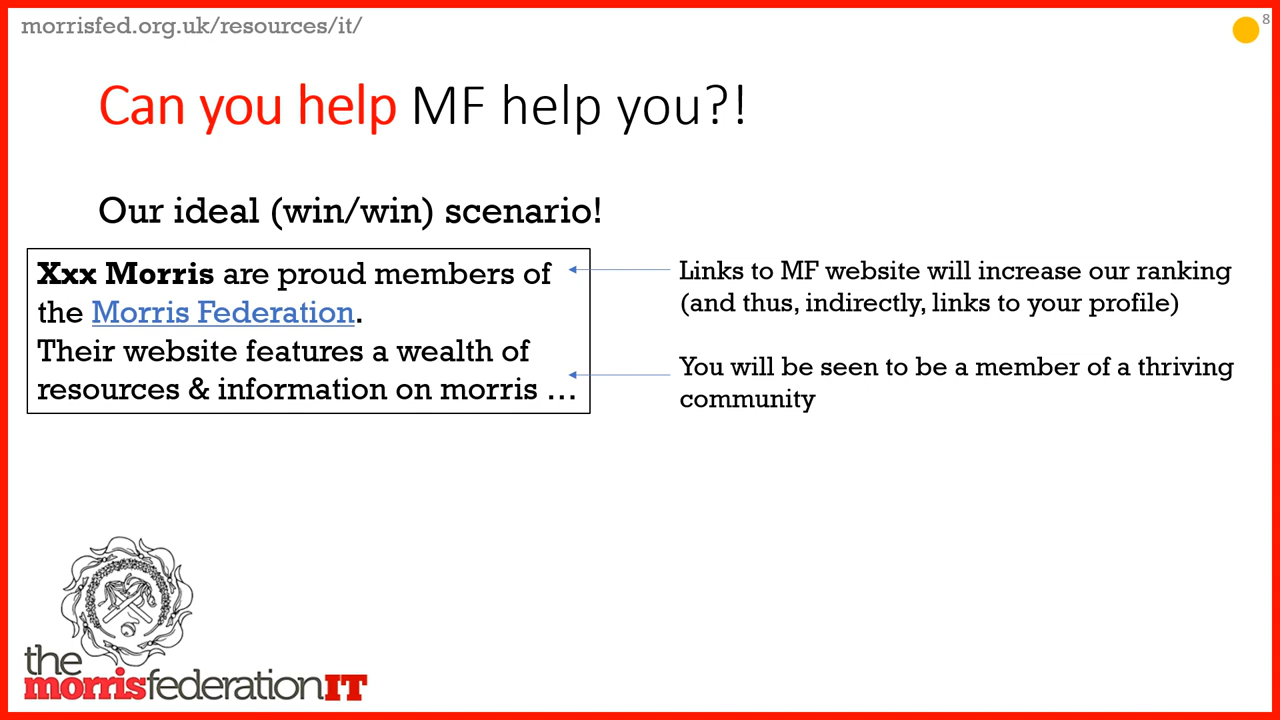 morrisfed.org.uk/resources/it/
8
Can you help MF help you?!
Our ideal (win/win) scenario!
Xxx Morris are proud members of
the Morris Federation.
Their website features a wealth of
resources & information on morris …
Links to MF website will increase our ranking
(and thus, indirectly, links to your profile)
You will be seen to be a member of a thriving
community
the
morrisfederationIT